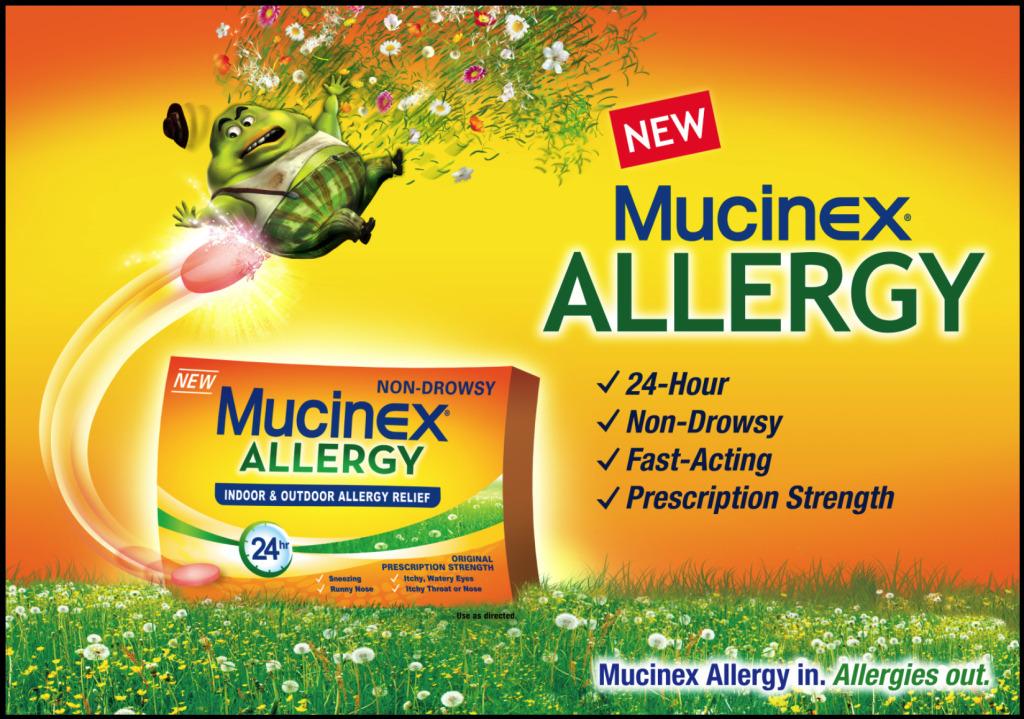 NEW
Mucinex®
ALLERGY
✓ 24-Hour
✓ Non-Drowsy
✓ Fast-Acting
✓ Prescription Strength
NEW
NON-DROWSY
Mucinex®
ALLERGY
INDOOR & OUTDOOR ALLERGY RELIEF
24hr
ORIGINAL
PRESCRIPTION STRENGTH
✓ Sneezing ✓ Itchy, Watery Eyes
✓ Runny Nose ✓ Itchy Throat or Nose
Use as directed.
Mucinex Allergy in. Allergies out.